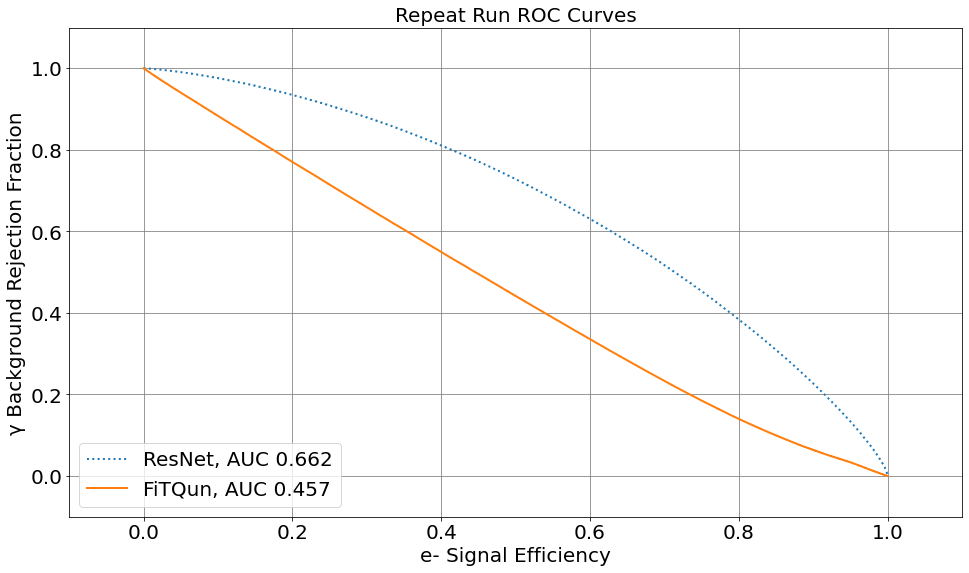 Repeat Run ROC Curves
γ Background Rejection Fraction
1.0
0.8
0.6
0.4
0.2
0.0
ResNet, AUC 0.662
FiTQun, AUC 0.457
0.0 0.2 0.4 0.6 0.8 1.0
e- Signal Efficiency